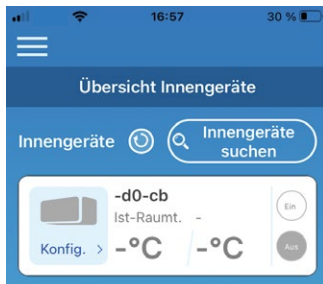 16:57 30 %
Übersicht Innengeräte
Innengeräte
Innengeräte
suchen
-d0-cb
Ist-Raumt. -
Konfig. > -°C -°C
Ein
Aus